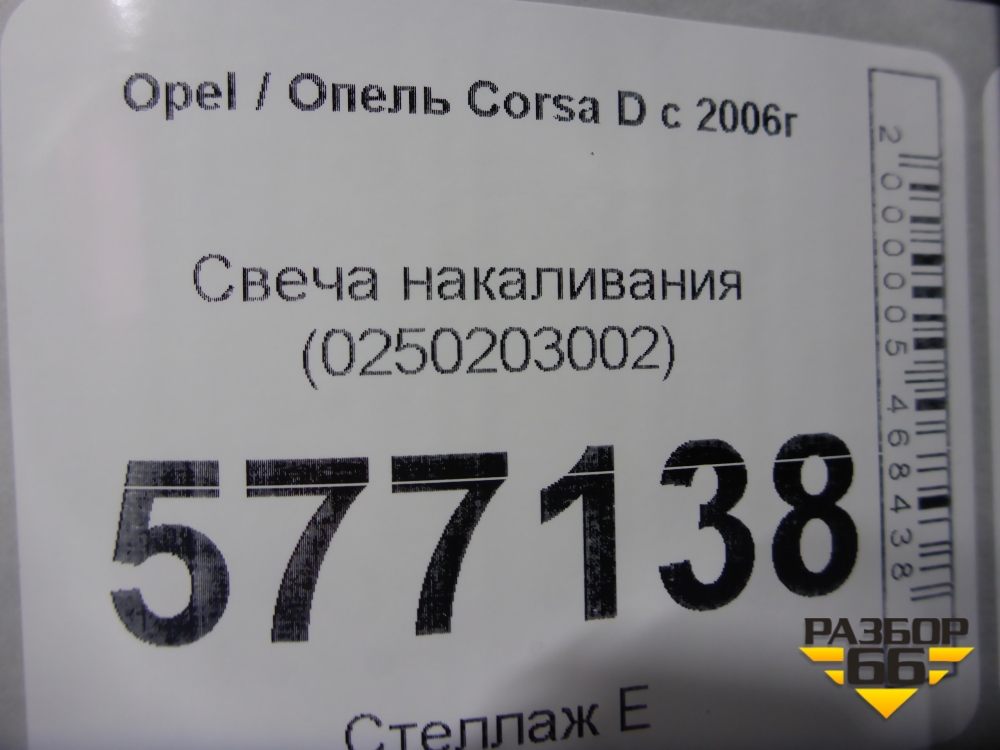 Opel / Опель Corsa D с 2006г
Свеча накаливания
(0250203002)
577138
Стеллаж Е
2000005468438
РАЗБОР
66